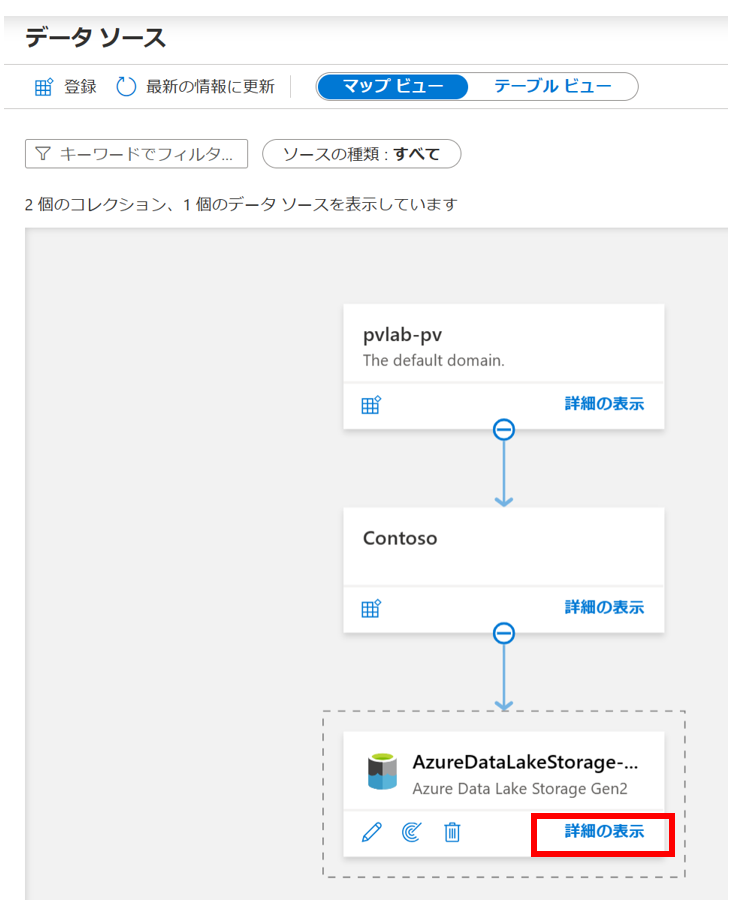 データ ソース
登録 最新の情報に更新 マップ ビュー テーブル ビュー
キーワードでフィルタ... ソースの種類 : すべて
2 個のコレクション、1 個のデータ ソースを表示しています
pvlab-pv
The default domain.
詳細の表示
Contoso
詳細の表示
AzureDataLakeStorage-...
Azure Data Lake Storage Gen2
詳細の表示